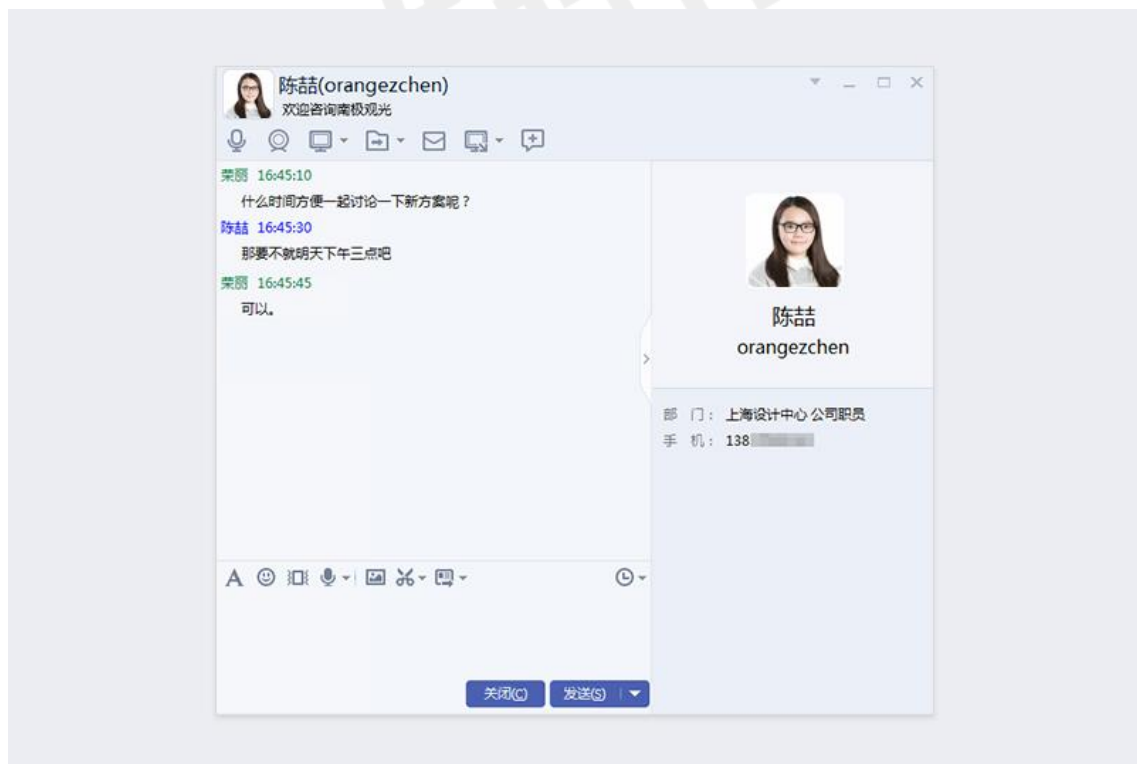 陈喆(orangezchen)
欢迎咨询南极观光
荣丽 16:45:10
什么时间方便一起讨论一下新方案呢？
陈喆 16:45:30
那要不就明天下午三点吧
荣丽 16:45:45
可以。
陈喆
orangezchen
部 门： 上海设计中心 公司职员
手 机： 138
关闭(C) 发送(S)